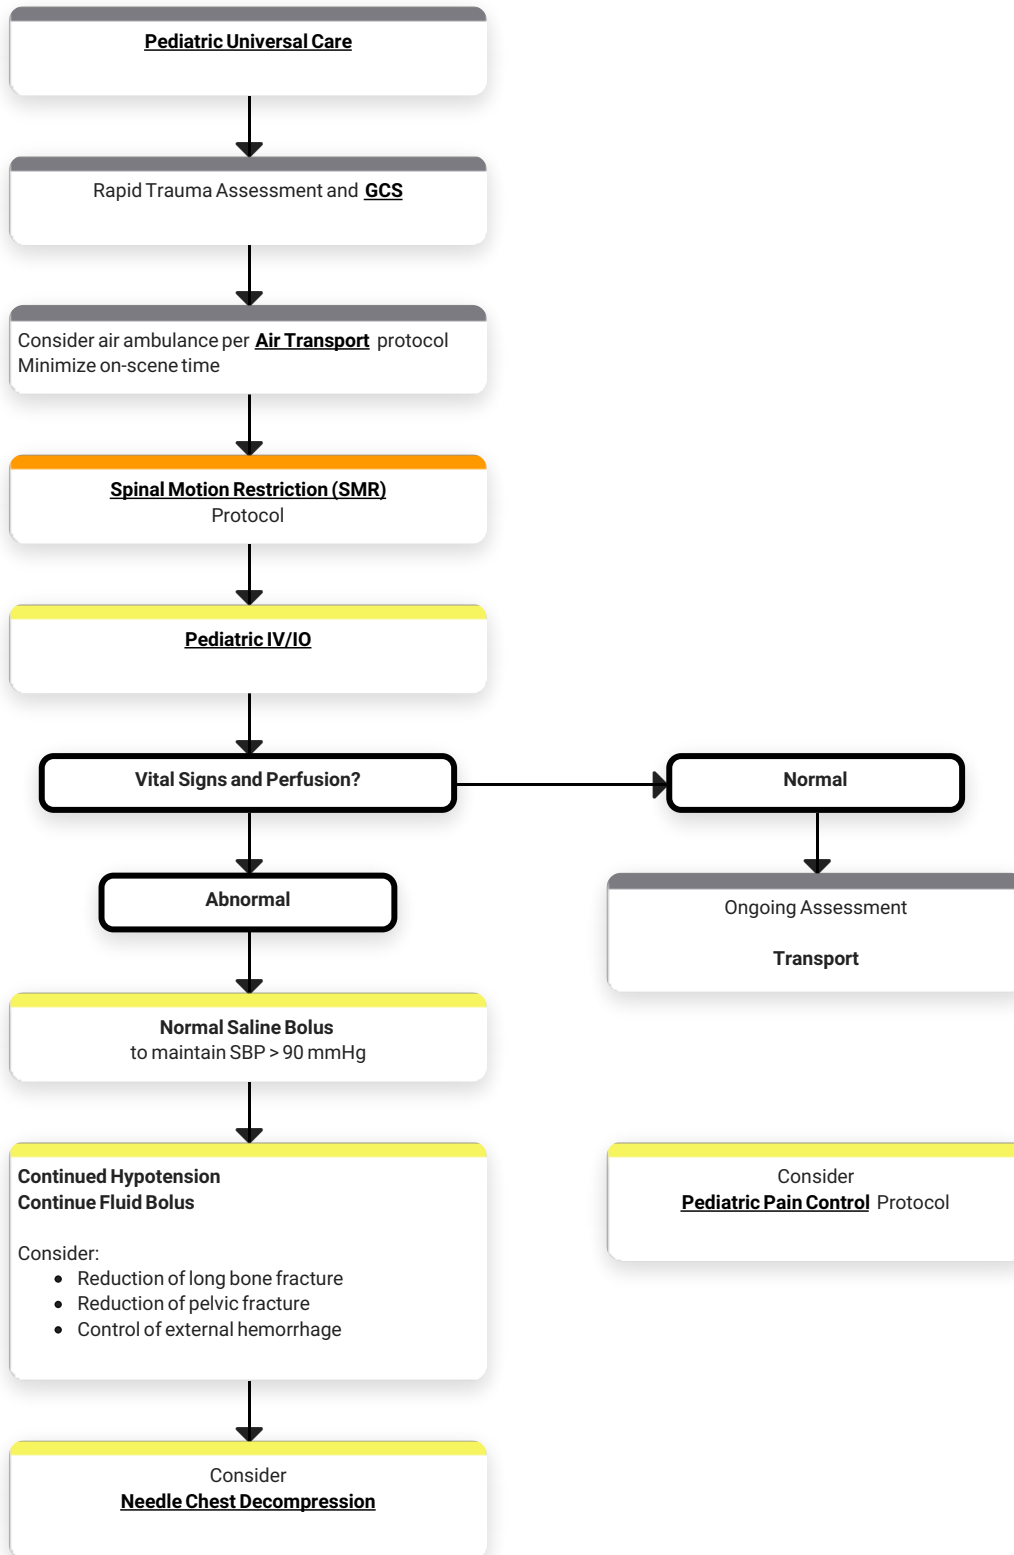 Pediatric Universal Care
Rapid Trauma Assessment and GCS
Consider air ambulance per Air Transport protocol
Minimize on-scene time
Spinal Motion Restriction (SMR)
Protocol
Pediatric IV/IO
Vital Signs and Perfusion?
Normal
Abnormal
Ongoing Assessment
Transport
Normal Saline Bolus
to maintain SBP > 90 mmHg
Continued Hypotension
Continue Fluid Bolus
Consider:
• Reduction of long bone fracture
• Reduction of pelvic fracture
• Control of external hemorrhage
Consider
Pediatric Pain Control Protocol
Consider
Needle Chest Decompression